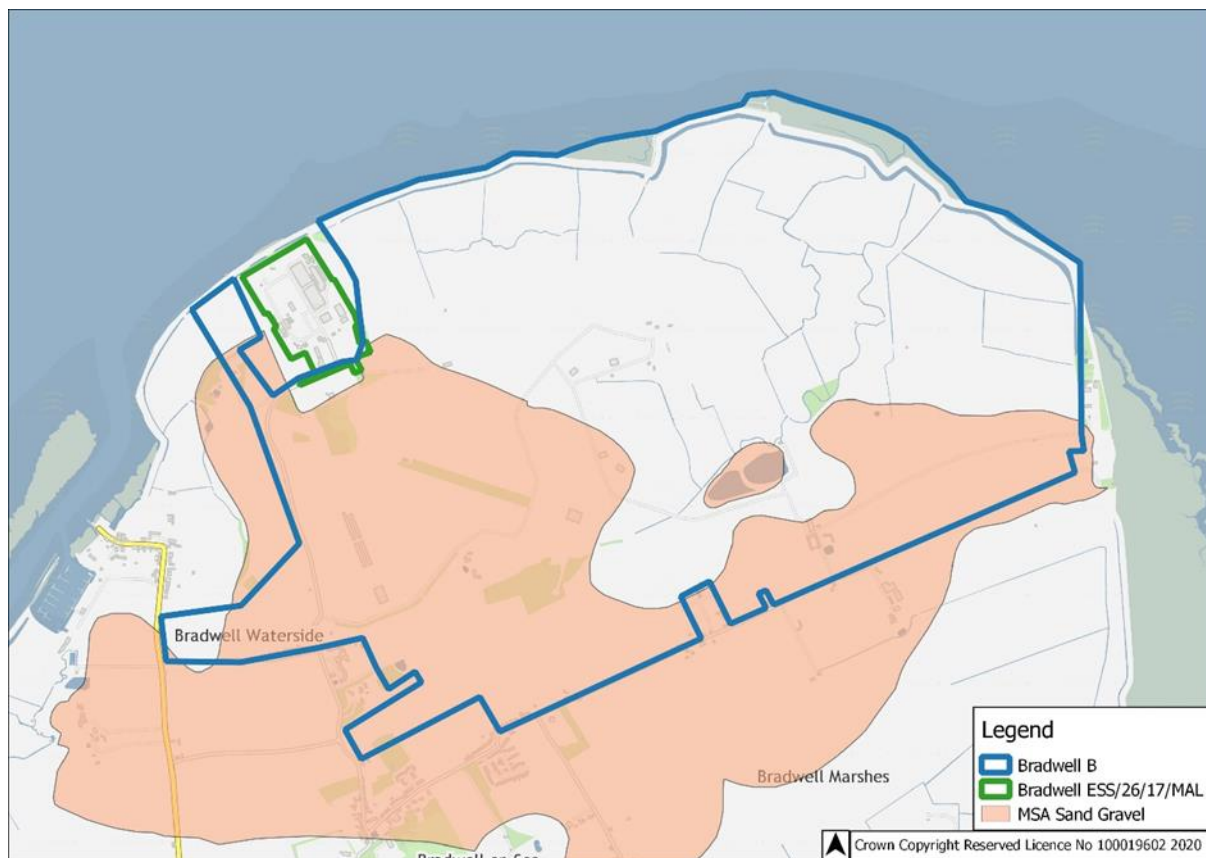 Bradwell Waterside
Bradwell Marshes
Legend
Bradwell B
Bradwell ESS/26/17/MAL
MSA Sand Gravel
Crown Copyright Reserved Licence No 100019602 2020